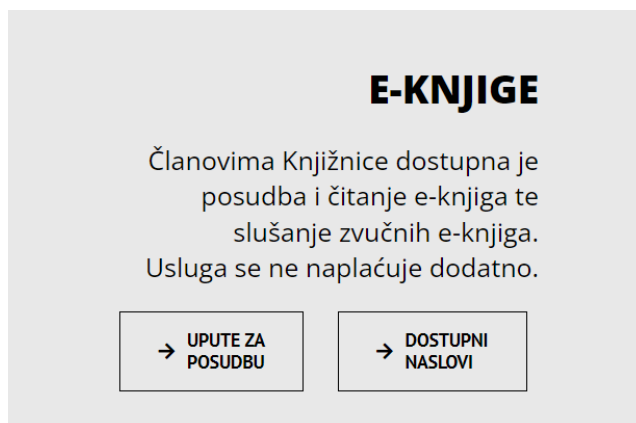 E-KNJIGE
Članovima Knjižnice dostupna je
posudba i čitanje e-knjiga te
slušanje zvučnih e-knjiga.
Usluga se ne naplaćuje dodatno.
→ UPUTE ZA
POSUDBU
→ DOSTUPNI
NASLOVI